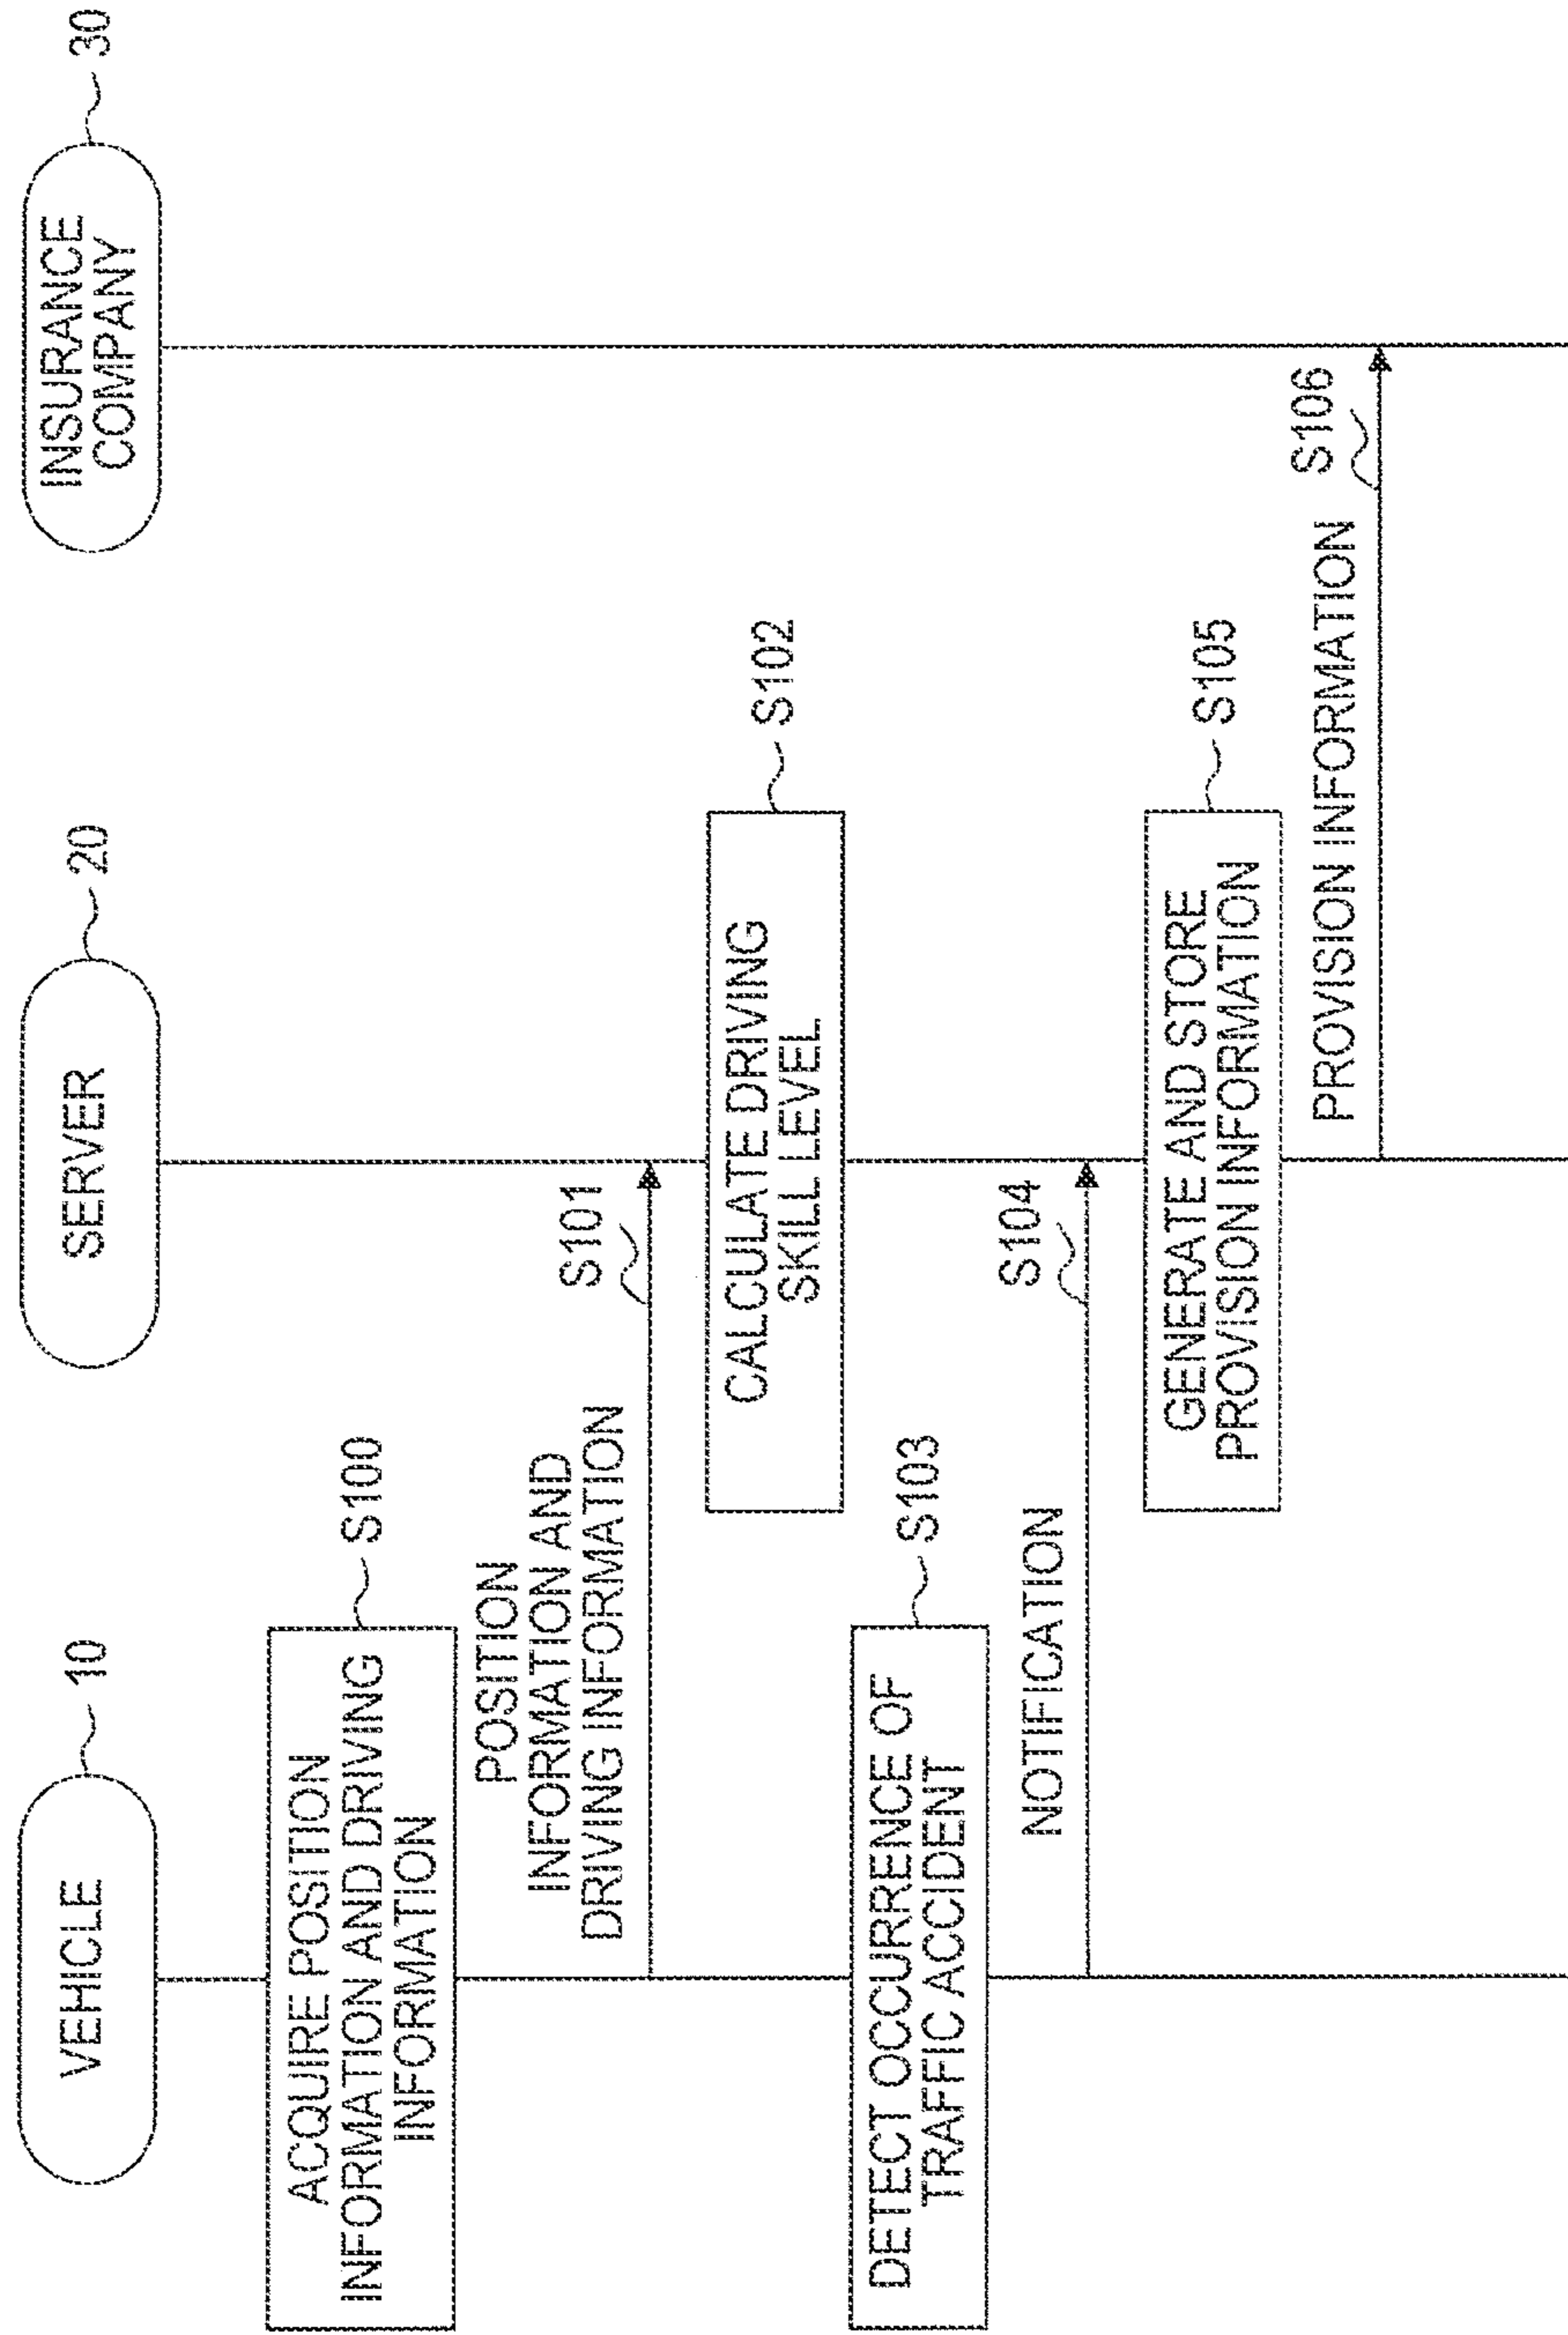 VEHICLE
10
SERVER
20
INSURANCE
COMPANY
30
ACQUIRE POSITION
INFORMATION AND DRIVING
INFORMATION
S100
POSITION
INFORMATION AND
DRIVING INFORMATION
S101
CALCULATE DRIVING
SKILL LEVEL
S102
DETECT OCCURRENCE OF
TRAFFIC ACCIDENT
S103
NOTIFICATION
S104
GENERATE AND STORE
PROVISION INFORMATION
S105
PROVISION INFORMATION
S106